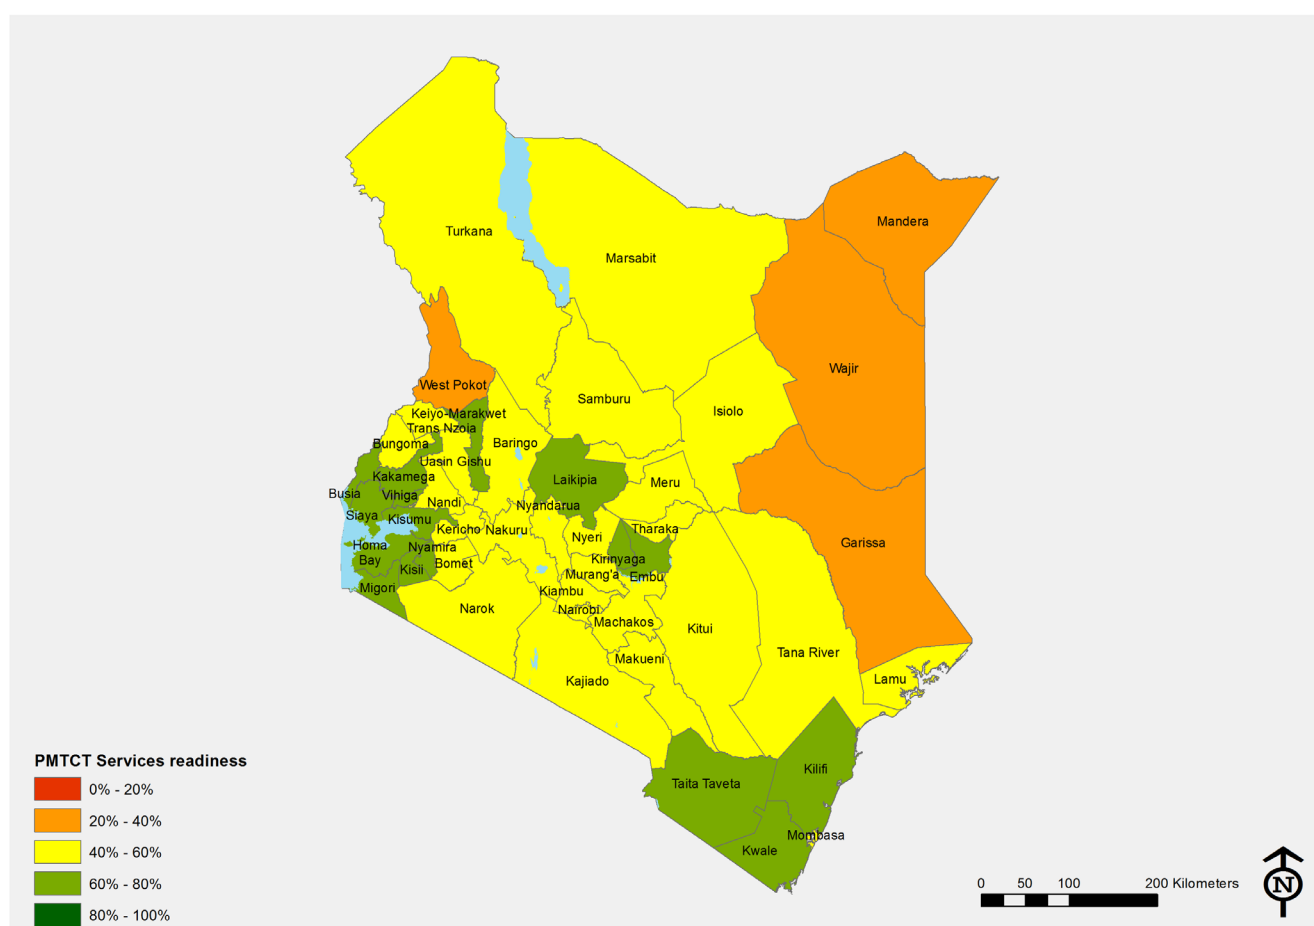 Mandera
Turkana
Marsabit
Wajir
West Pokot
Samburu
Isiolo
Keiyo-Marakwet
Trans Nzoia
Bungoma
Baringo
Uasin Gishu
Kakamega
Laikipia
Meru
Busia
Vihiga
Nandi
Nyandarua
Siaya
Kisumu
Kericho
Nakuru
Tharaka
Nyeri
Garissa
Homa
Bay
Nyamira
Kirinyaga
Bomet
Kisii
Murang'a
Embu
Migori
Kiambu
Narok
Nairobi
Machakos
Kitui
Tana River
Makueni
Kajiado
Lamu
Taita Taveta
Kilifi
Mombasa
Kwale
PMTCT Services readiness
0% - 20%
20% - 40%
40% - 60%
60% - 80%
80% - 100%
0 50 100 200 Kilometers
N